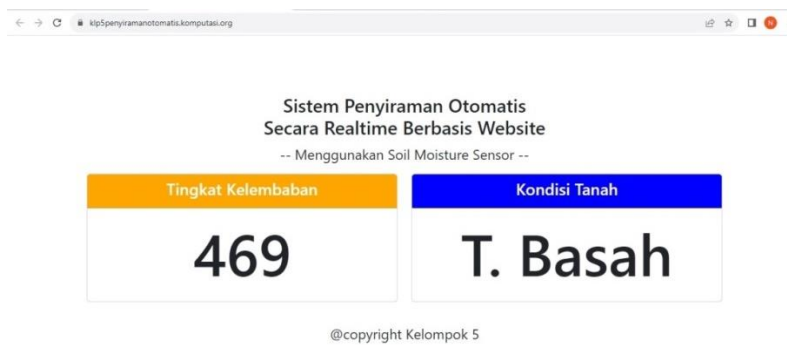 klp5penyiramanotomatis.komputasi.org
N
Sistem Penyiraman Otomatis
Secara Realtime Berbasis Website
-- Menggunakan Soil Moisture Sensor --
Tingkat Kelembaban
Kondisi Tanah
469
T. Basah
@copyright Kelompok 5